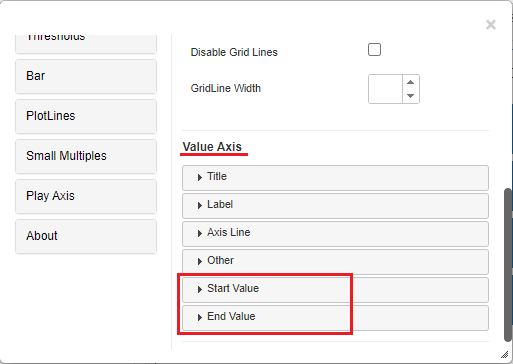 Thresholds
Bar
PlotLines
Small Multiples
Play Axis
About
Disable Grid Lines
GridLine Width
Value Axis
Title
Label
Axis Line
Other
Start Value
End Value